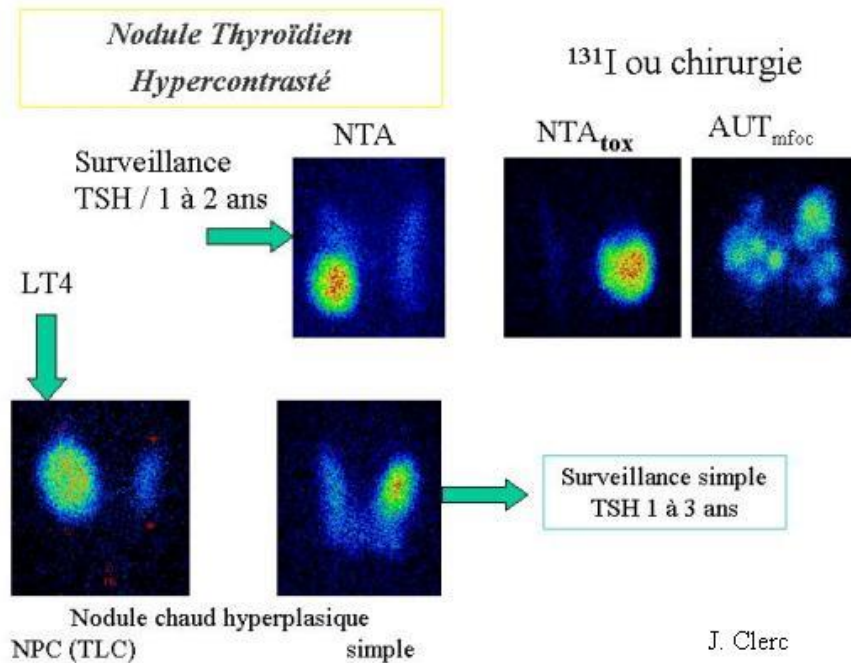 Nodule Thyroïdien
Hypercontrasté
¹³¹I ou chirurgie
NTA
NTAtox
AUTmfoc
Surveillance
TSH / 1 à 2 ans
LT4
Surveillance simple
TSH 1 à 3 ans
Nodule chaud hyperplasique
NPC (TLC)
simple
J. Clerc